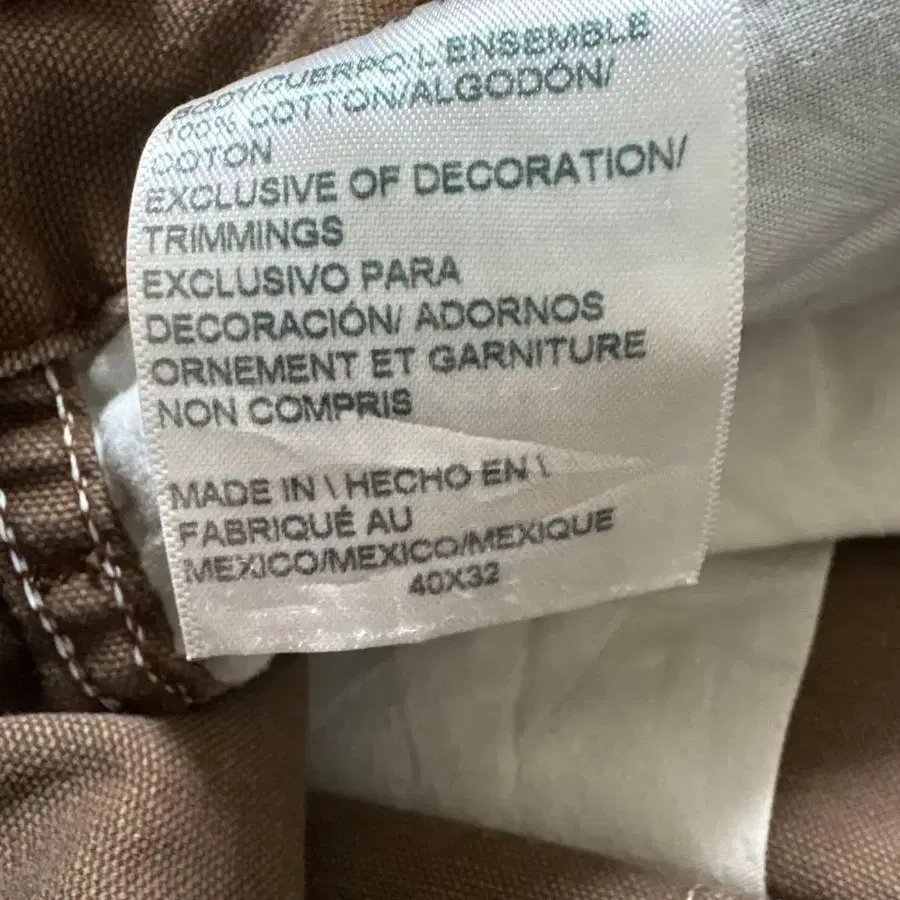 BODY/CUERPO/L'ENSEMBLE
100% COTTON/ALGODÓN/
COTON
EXCLUSIVE OF DECORATION/
TRIMMINGS
EXCLUSIVO PARA
DECORACIÓN/ ADORNOS
ORNEMENT ET GARNITURE
NON COMPRIS
MADE IN \ HECHO EN \
FABRIQUÉ AU
MEXICO/MEXICO/MEXIQUE
40X32